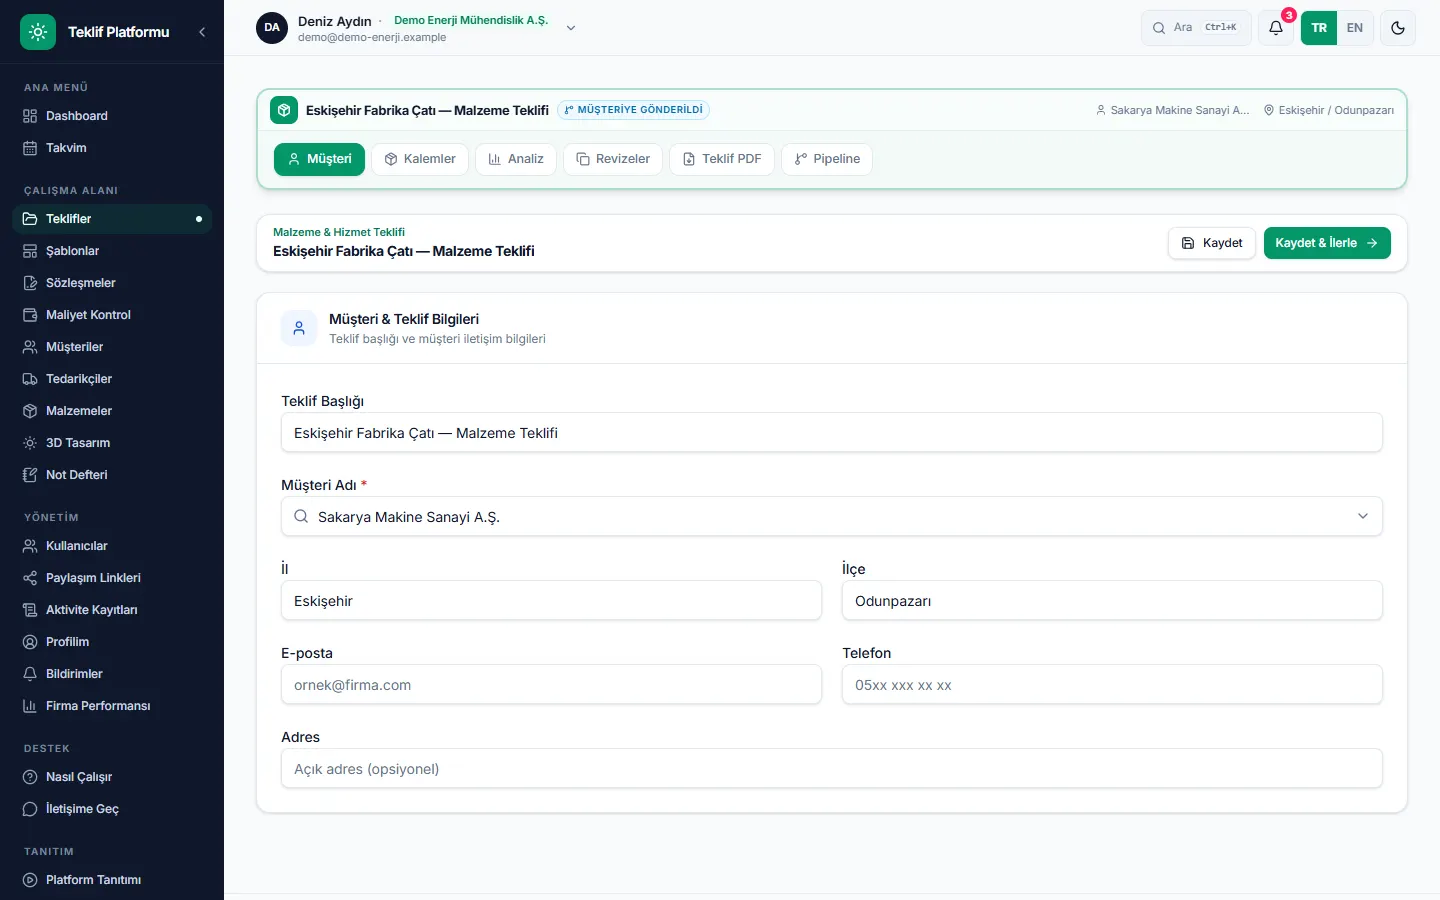 Teklif Platformu
ANA MENÜ
Dashboard
Takvim
ÇALIŞMA ALANI
Teklifler
Şablonlar
Sözleşmeler
Maliyet Kontrol
Müşteriler
Tedarikçiler
Malzemeler
3D Tasarım
Not Defteri
YÖNETİM
Kullanıcılar
Paylaşım Linkleri
Aktivite Kayıtları
Profilim
Bildirimler
Firma Performansı
DESTEK
Nasıl Çalışır
İletişime Geç
TANITIM
Platform Tanıtımı
DA
Deniz Aydın · Demo Enerji Mühendislik A.Ş.
demo@demo-enerji.example
Ara Ctrl+K
3
TR EN
Eskişehir Fabrika Çatı — Malzeme Teklifi MÜŞTERİYE GÖNDERİLDİ
Sakarya Makine Sanayi A... Eskişehir / Odunpazarı
Müşteri Kalemler Analiz Revizeler Teklif PDF Pipeline
Malzeme & Hizmet Teklifi
Eskişehir Fabrika Çatı — Malzeme Teklifi
Kaydet Kaydet & İlerle
Müşteri & Teklif Bilgileri
Teklif başlığı ve müşteri iletişim bilgileri
Teklif Başlığı
Eskişehir Fabrika Çatı — Malzeme Teklifi
Müşteri Adı *
Sakarya Makine Sanayi A.Ş.
İl İlçe
Eskişehir Odunpazarı
E-posta Telefon
ornek@firma.com 05xx xxx xx xx
Adres
Açık adres (opsiyonel)